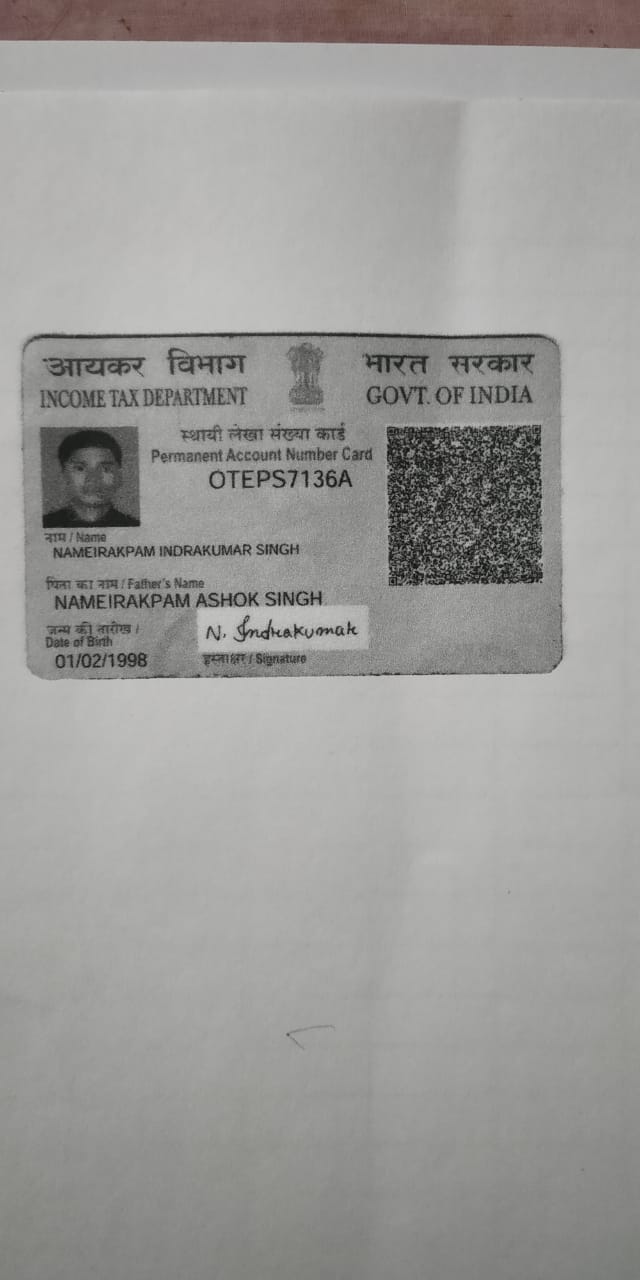 आयकर विभाग
INCOME TAX DEPARTMENT
भारत सरकार
GOVT. OF INDIA
स्थायी लेखा संख्या कार्ड
Permanent Account Number Card
OTEPS7136A
नाम / Name
NAMEIRAKPAM INDRAKUMAR SINGH
पिता का नाम / Father's Name
NAMEIRAKPAM ASHOK SINGH
जन्म की तारीख /
Date of Birth
01/02/1998
N. Indrakumar
हस्ताक्षर / Signature